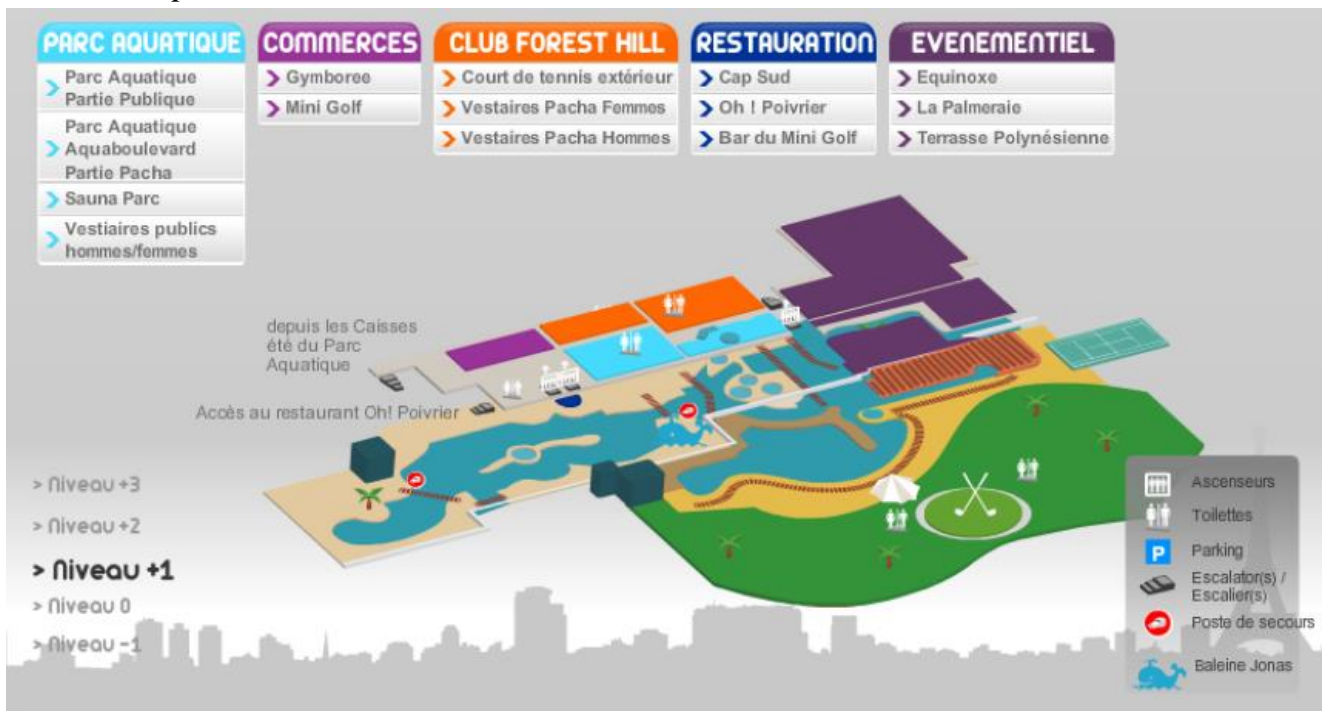 PARC AQUATIQUE
Parc Aquatique
Partie Publique
Parc Aquatique
Aquaboulevard
Partie Pacha
Sauna Parc
Vestiaires publics
hommes/femmes
COMMERCES
Gymboree
Mini Golf
CLUB FOREST HILL
Court de tennis extérieur
Vestaires Pacha Femmes
Vestaires Pacha Hommes
RESTAURATION
Cap Sud
Oh ! Poivrier
Bar du Mini Golf
EVENEMENTIEL
Equinoxe
La Palmeraie
Terrasse Polynésienne
depuis les Caisses
été du Parc
Aquatique
Accès au restaurant Oh! Poivrier
> Niveau +3
> Niveau +2
> Niveau +1
> Niveau 0
> Niveau -1
Ascenseurs
Toilettes
P Parking
Escalator(s) /
Escalier(s)
Poste de secours
Baleine Jonas